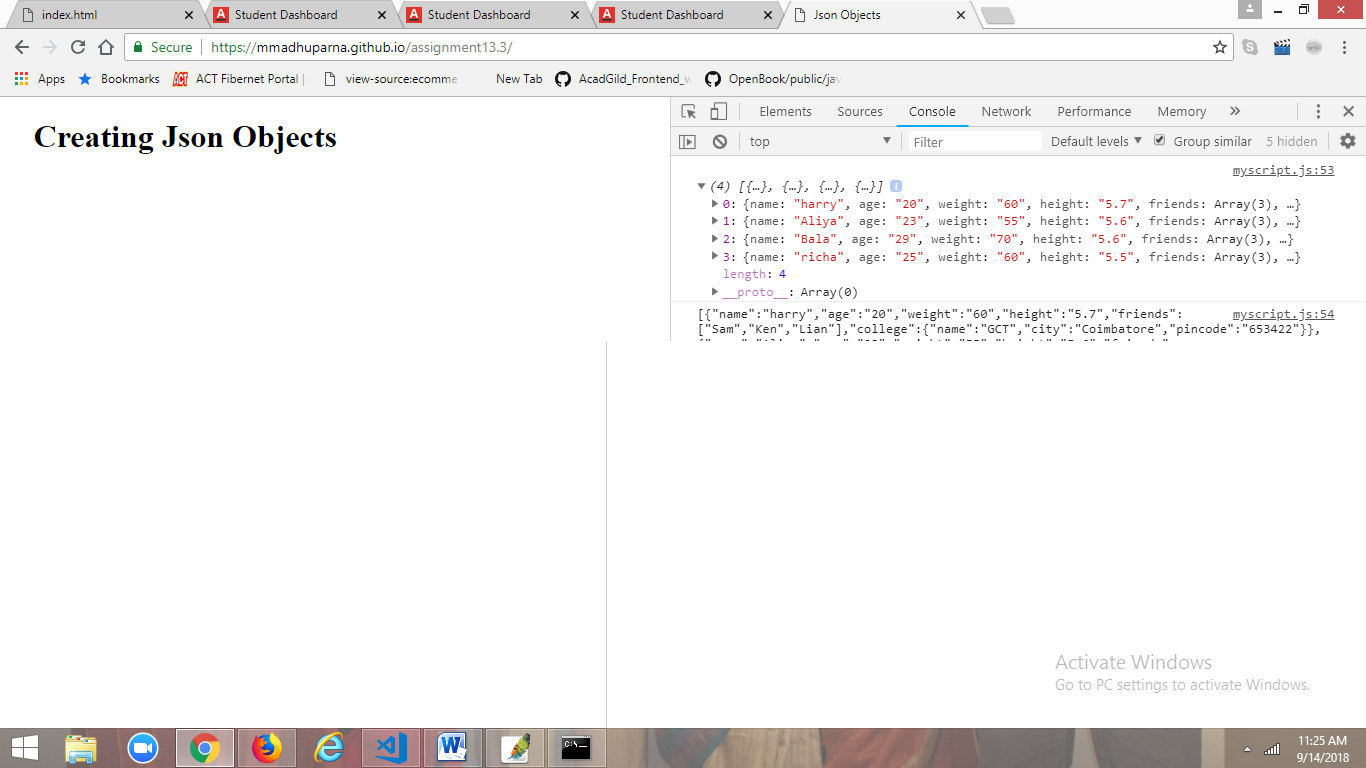 index.html
Student Dashboard
Student Dashboard
Student Dashboard
Json Objects
Secure
https://mmadhuparna.github.io/assignment13.3/
Apps
Bookmarks
ACT Fibernet Portal |
view-source:ecomme
New Tab
AcadGild_Frontend_w
OpenBook/public/jav
Creating Json Objects
Elements Sources Console Network Performance Memory »
top
Filter
Default levels ▼
Group similar
5 hidden
myscript.js:53
(4) [{…}, {…}, {…}, {…}]
0: {name: "harry", age: "20", weight: "60", height: "5.7", friends: Array(3), …}
1: {name: "Aliya", age: "23", weight: "55", height: "5.6", friends: Array(3), …}
2: {name: "Bala", age: "29", weight: "70", height: "5.6", friends: Array(3), …}
3: {name: "richa", age: "25", weight: "60", height: "5.5", friends: Array(3), …}
length: 4
__proto__: Array(0)
[{"name":"harry","age":"20","weight":"60","height":"5.7","friends":
myscript.js:54
["Sam","Ken","Lian"],"college":{"name":"GCT","city":"Coimbatore","pincode":"653422"}},
Activate Windows
Go to PC settings to activate Windows.
11:25 AM
9/14/2018